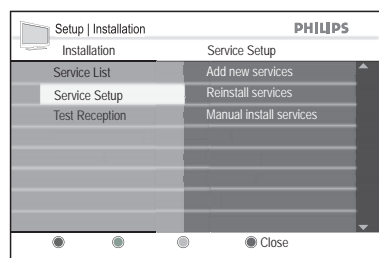 Setup | Installation PHILIPS
Installation Service Setup
Service List Add new services
Service Setup Reinstall services
Test Reception Manual install services
Close